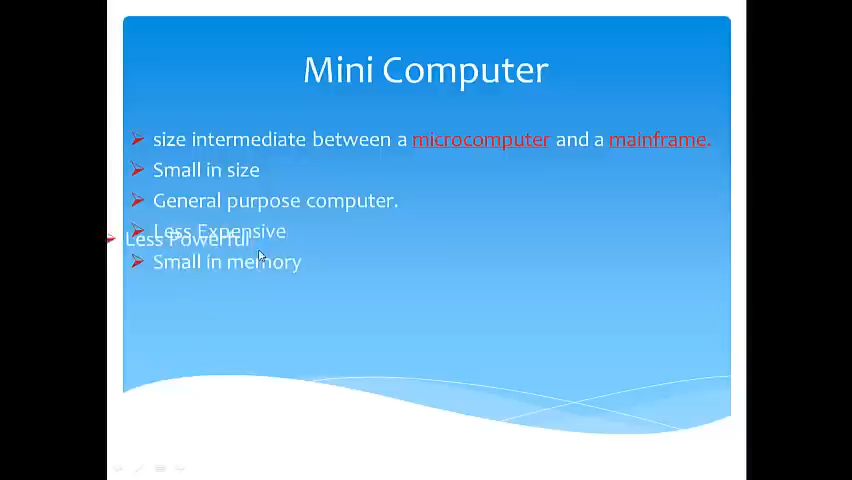 Mini Computer
size intermediate between a microcomputer and a mainframe.
Small in size
General purpose computer.
Less Expensive
Less Powerful
Small in memory